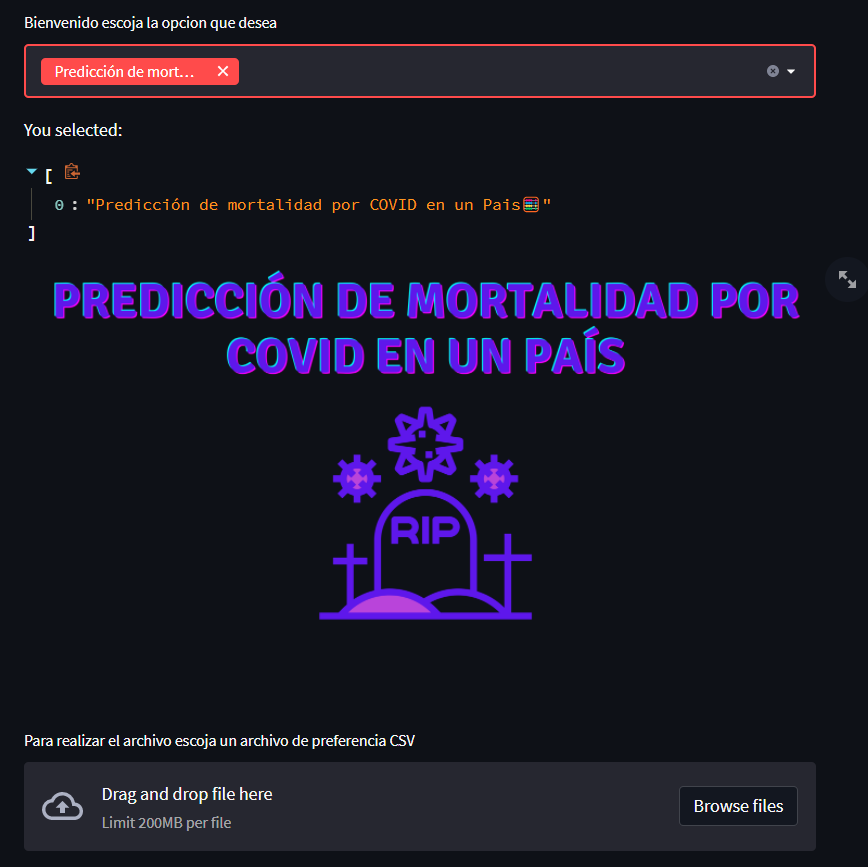 Bienvenido escoja la opcion que desea
Predicción de mort...
You selected:
[
0 : "Predicción de mortalidad por COVID en un Pais🧮"
]
PREDICCIÓN DE MORTALIDAD POR
COVID EN UN PAÍS
RIP
Para realizar el archivo escoja un archivo de preferencia CSV
Drag and drop file here
Limit 200MB per file
Browse files